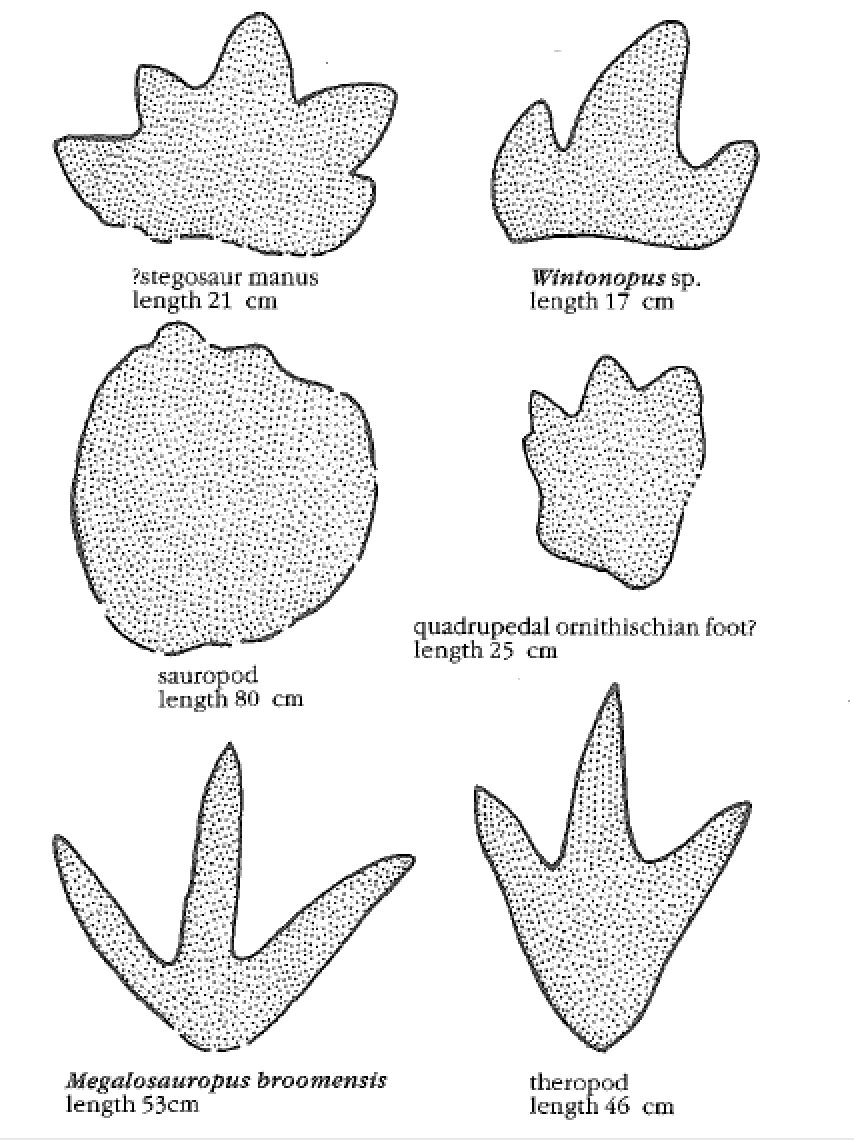 ?stegosaur manus
length 21 cm
Wintonopus sp.
length 17 cm
sauropod
length 80 cm
quadrupedal ornithischian foot?
length 25 cm
Megalosauropus broomensis
length 53cm
theropod
length 46 cm